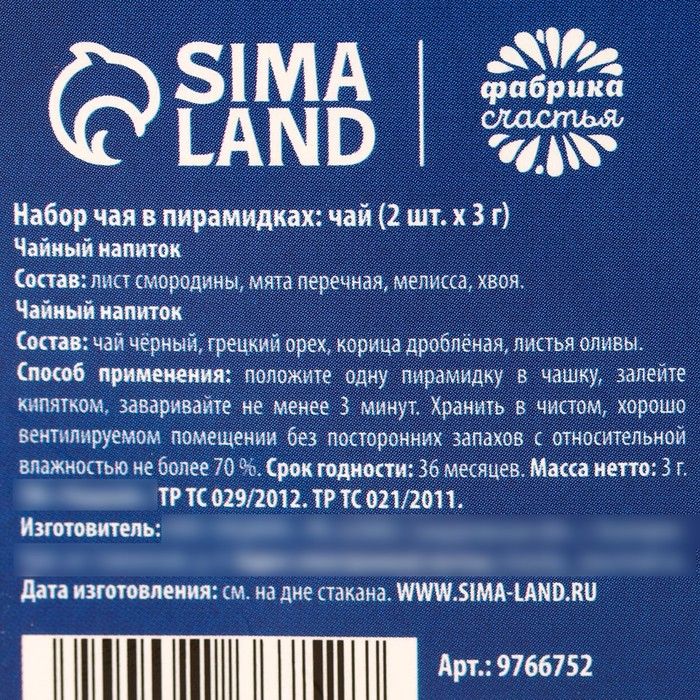 SIMA
LAND
фабрика
счастья
Набор чая в пирамидках: чай (2 шт. х 3 г)
Чайный напиток
Состав: лист смородины, мята перечная, мелисса, хвоя.
Чайный напиток
Состав: чай чёрный, грецкий орех, корица дроблёная, листья оливы.
Способ применения: положите одну пирамидку в чашку, залейте
кипятком, заваривайте не менее 3 минут. Хранить в чистом, хорошо
вентилируемом помещении без посторонних запахов с относительной
влажностью не более 70 %. Срок годности: 36 месяцев. Масса нетто: 3 г.
ТР ТС 029/2012. ТР ТС 021/2011.
Изготовитель:
Дата изготовления: см. на дне стакана. WWW.SIMA-LAND.RU
Арт.: 9766752